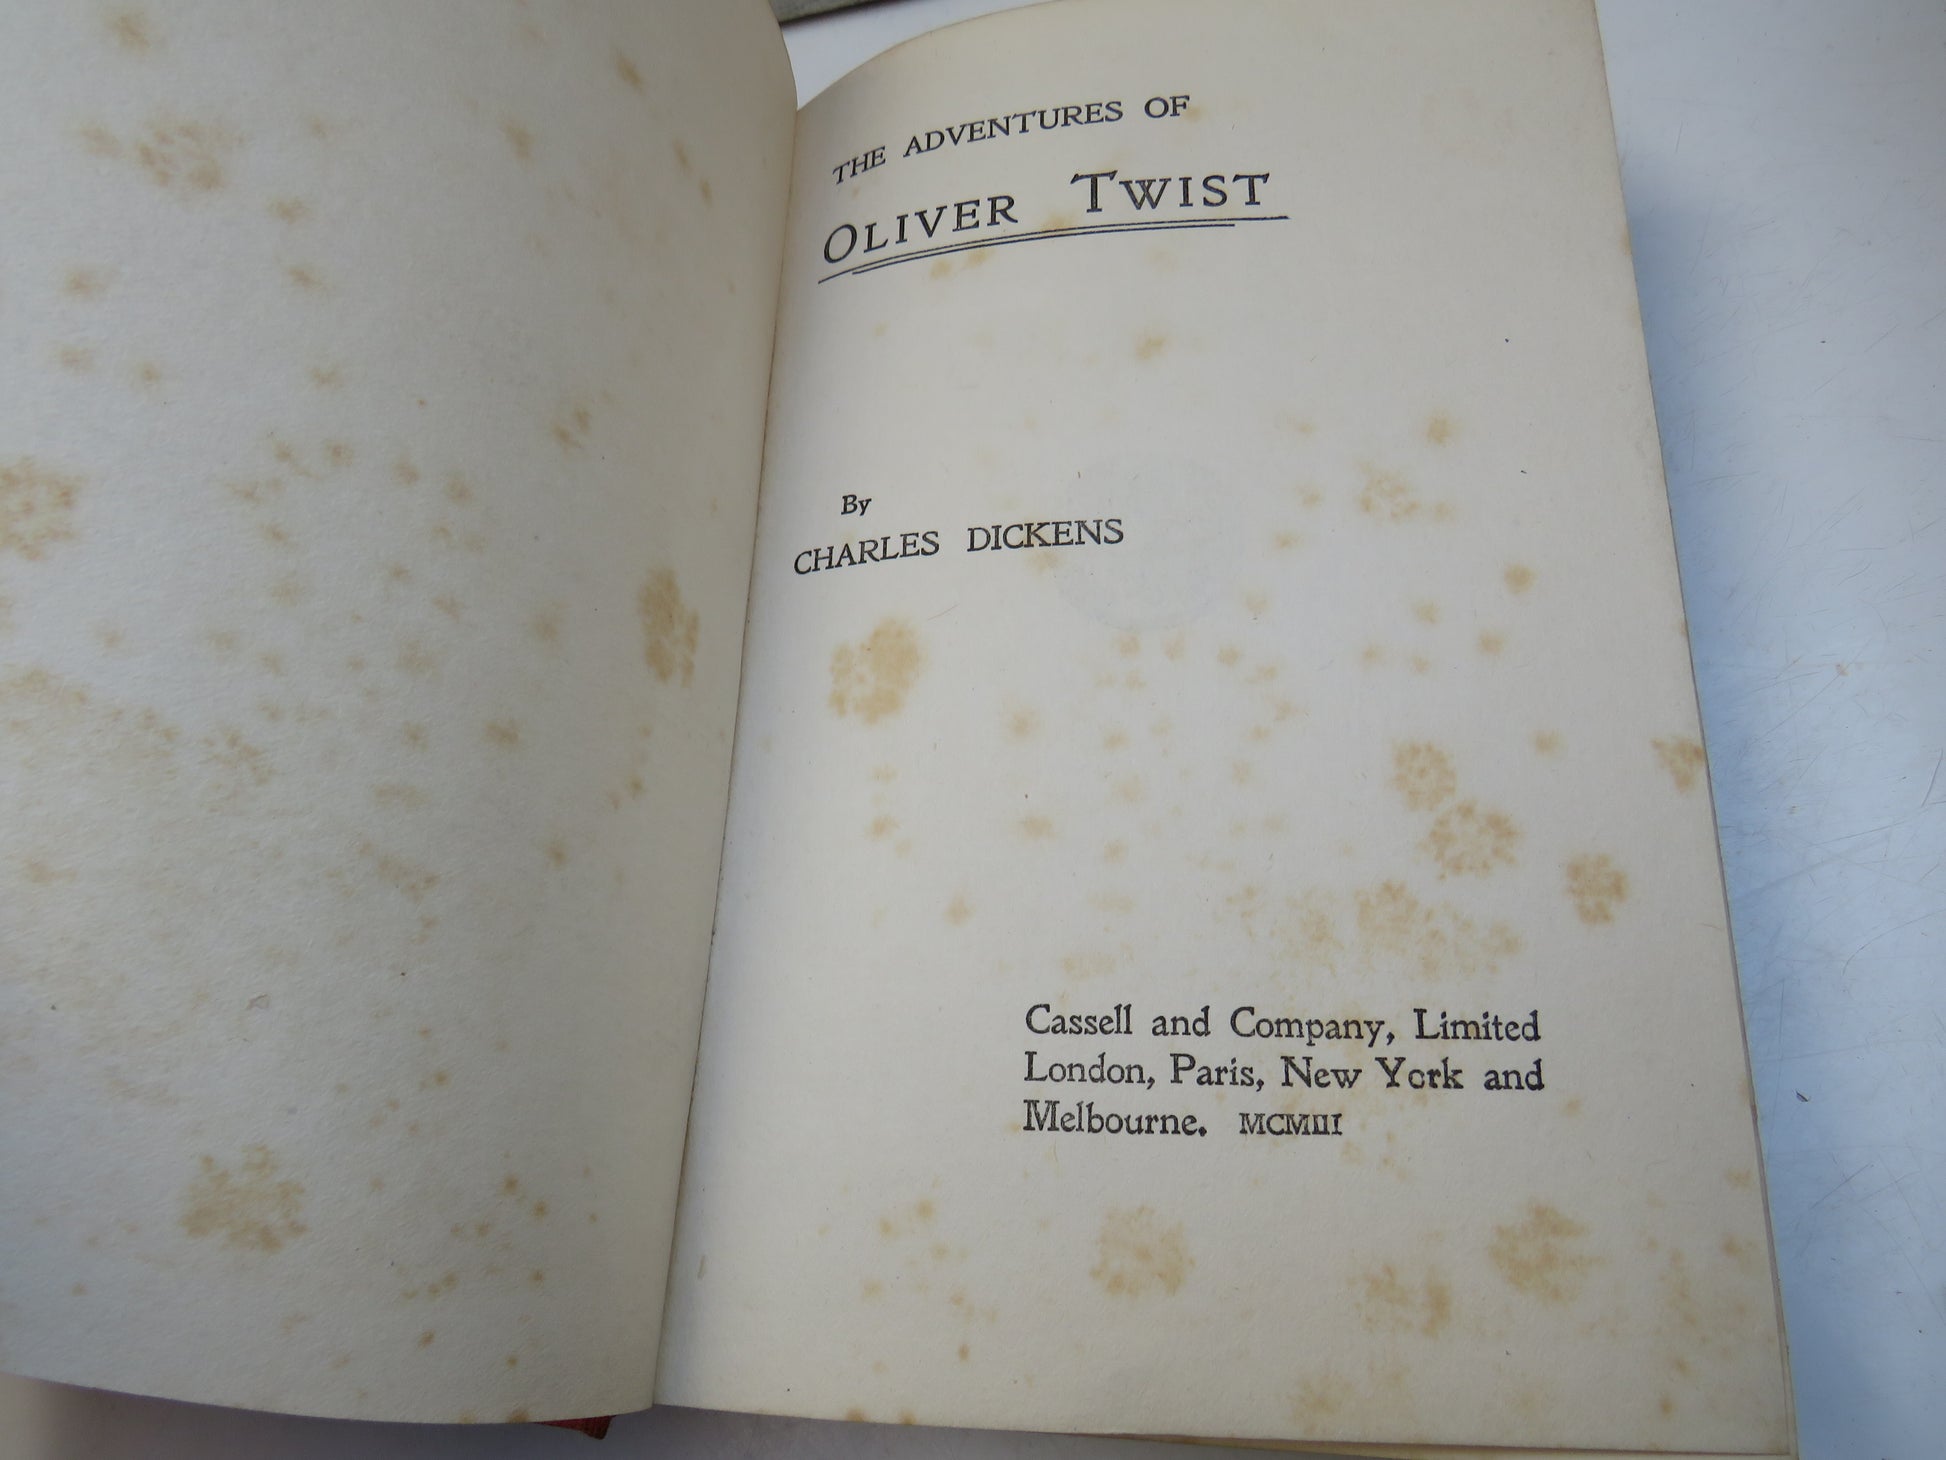 THE ADVENTURES OF
OLIVER TWIST
By
CHARLES DICKENS
Cassell and Company, Limited
London, Paris, New York and
Melbourne. MCMIII